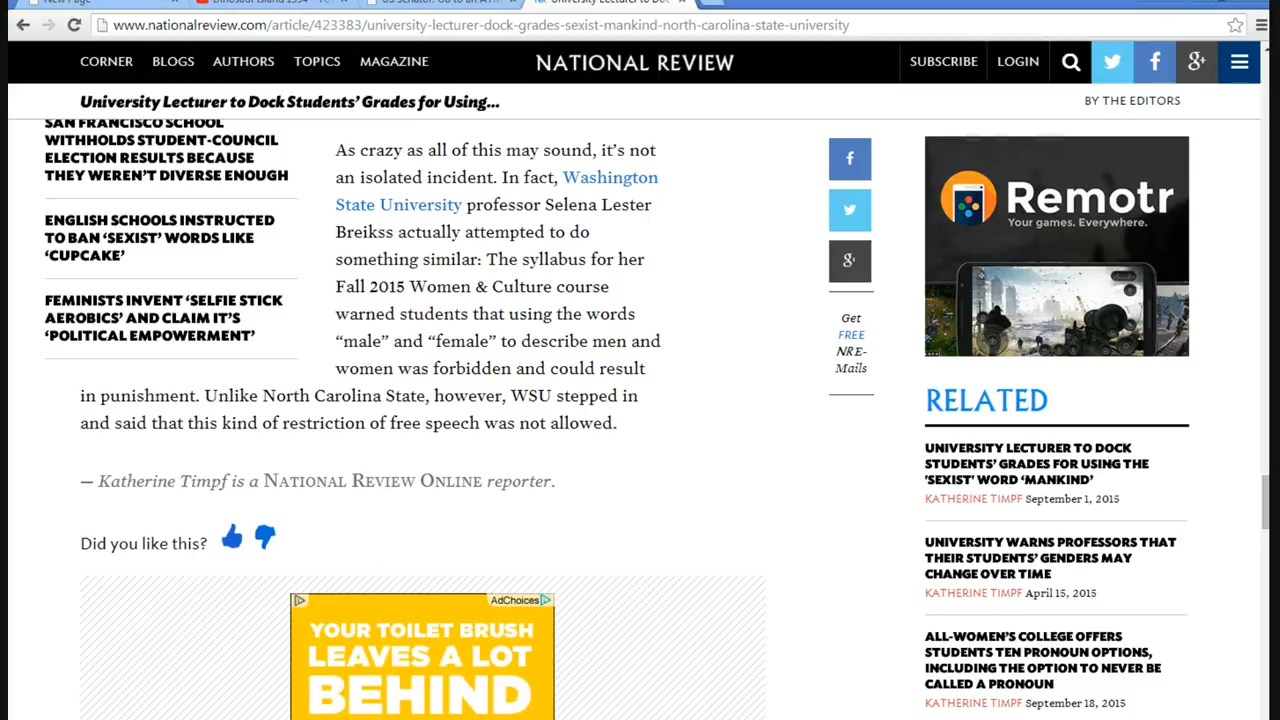 New Page
Dinosaur Island 1994
University Lecturer to Doc
www.nationalreview.com/article/423383/university-lecturer-dock-grades-sexist-mankind-north-carolina-state-university
CORNER BLOGS AUTHORS TOPICS MAGAZINE NATIONAL REVIEW SUBSCRIBE LOGIN
University Lecturer to Dock Students’ Grades for Using... BY THE EDITORS
SAN FRANCISCO SCHOOL
WITHHOLDS STUDENT-COUNCIL
ELECTION RESULTS BECAUSE
THEY WEREN’T DIVERSE ENOUGH
ENGLISH SCHOOLS INSTRUCTED
TO BAN ‘SEXIST’ WORDS LIKE
‘CUPCAKE’
FEMINISTS INVENT ‘SELFIE STICK
AEROBICS’ AND CLAIM IT’S
‘POLITICAL EMPOWERMENT’
As crazy as all of this may sound, it’s not
an isolated incident. In fact, Washington
State University professor Selena Lester
Breikss actually attempted to do
something similar: The syllabus for her
Fall 2015 Women & Culture course
warned students that using the words
“male” and “female” to describe men and
women was forbidden and could result
in punishment. Unlike North Carolina State, however, WSU stepped in
and said that this kind of restriction of free speech was not allowed.
— Katherine Timpf is a NATIONAL REVIEW ONLINE reporter.
Did you like this?
AdChoices
YOUR TOILET BRUSH
LEAVES A LOT
BEHIND
Get
FREE
NRE-
Mails
Remotr
Your games. Everywhere.
RELATED
UNIVERSITY LECTURER TO DOCK
STUDENTS’ GRADES FOR USING THE
'SEXIST' WORD ‘MANKIND’
KATHERINE TIMPF September 1, 2015
UNIVERSITY WARNS PROFESSORS THAT
THEIR STUDENTS’ GENDERS MAY
CHANGE OVER TIME
KATHERINE TIMPF April 15, 2015
ALL-WOMEN’S COLLEGE OFFERS
STUDENTS TEN PRONOUN OPTIONS,
INCLUDING THE OPTION TO NEVER BE
CALLED A PRONOUN
KATHERINE TIMPF September 18, 2015